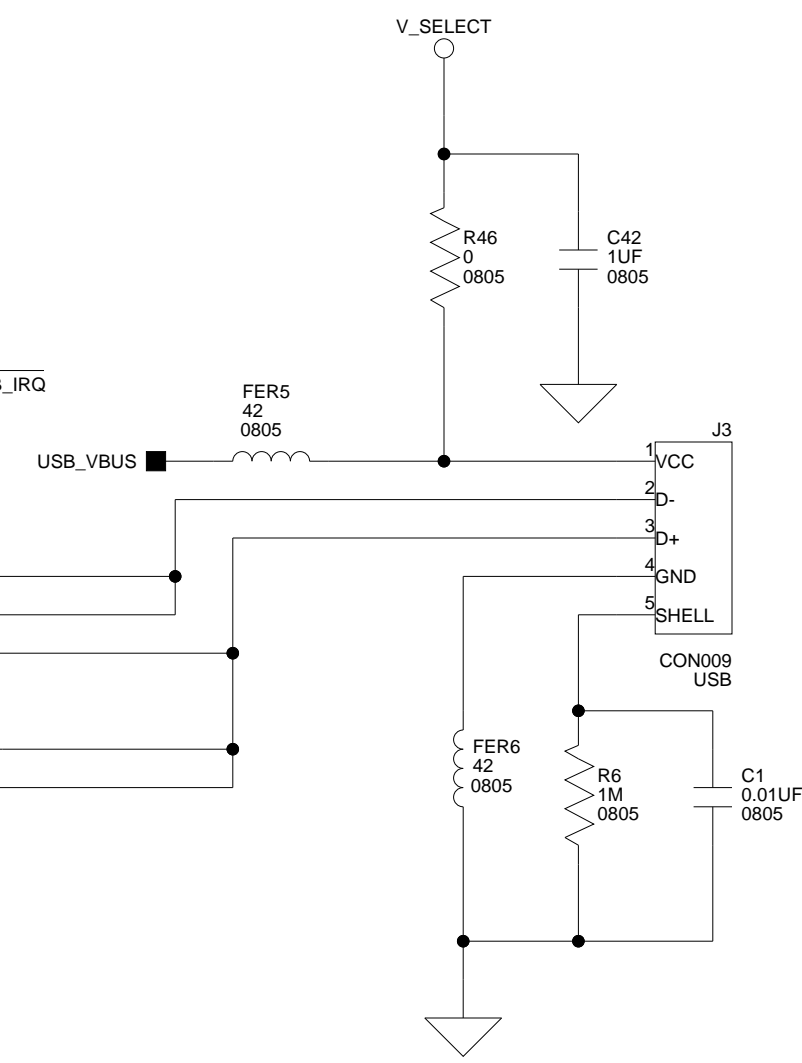 V_SELECT
R46
0
0805
C42
1UF
0805
_IRQ
FER5
42
0805
USB_VBUS
J3
1
VCC
2
D-
3
D+
4
GND
5
SHELL
CON009
USB
FER6
42
0805
R6
1M
0805
C1
0.01UF
0805